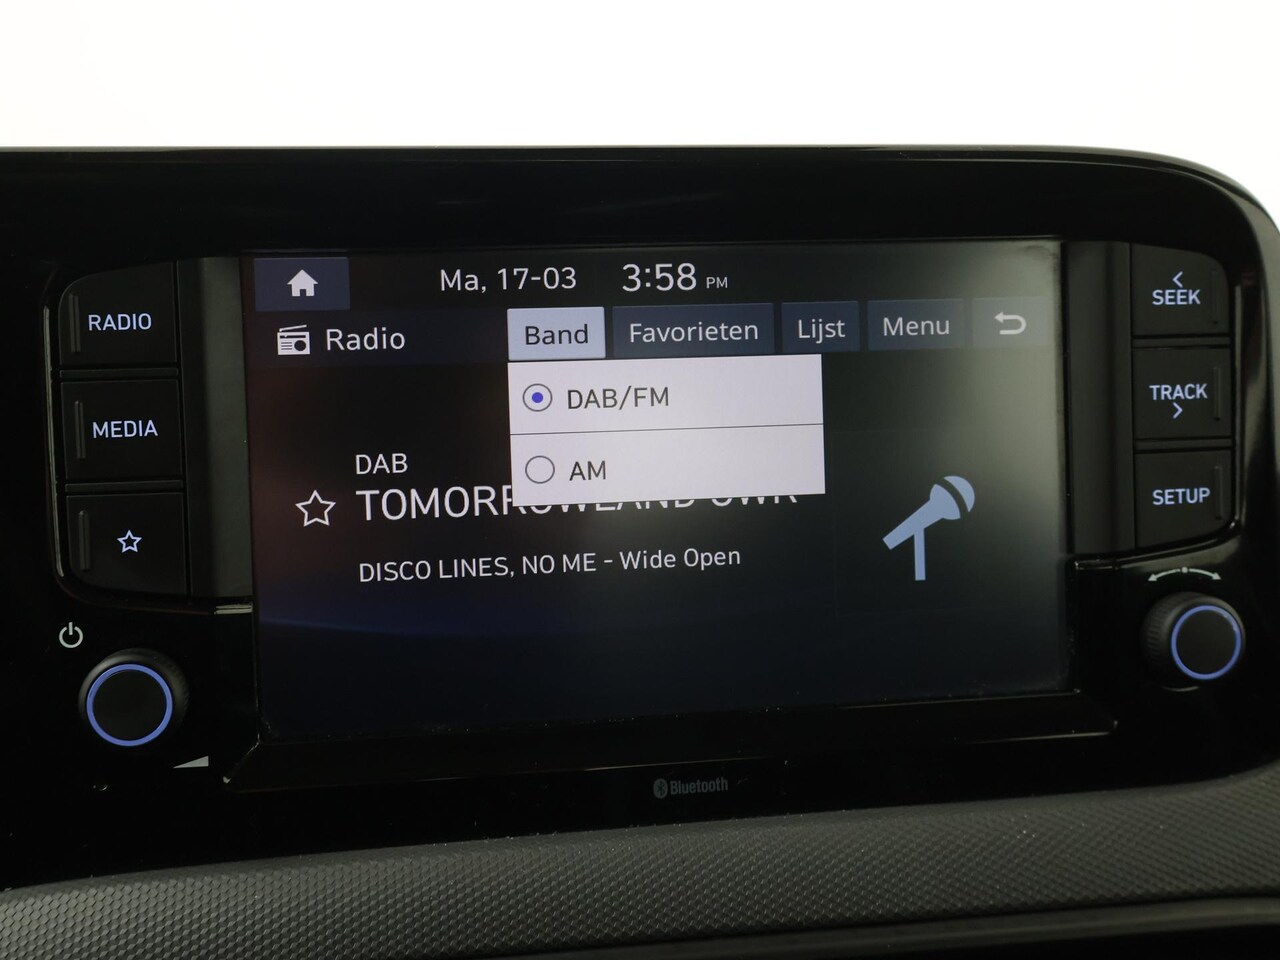 Ma, 17-03 3:58 PM
Radio Band Favorieten Lijst Menu
DAB/FM
AM
DAB
DISCO LINES, NO ME - Wide Open
RADIO
MEDIA
SEEK
TRACK
SETUP
Bluetooth